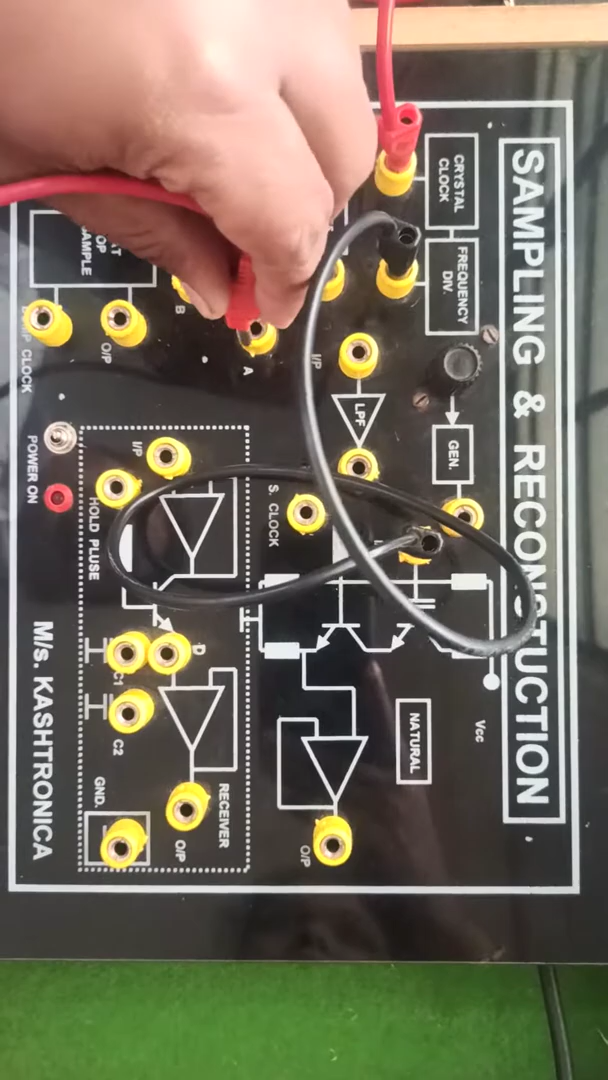 SAMPLING & RECONSTUCTION
CRYSTAL
CLOCK
FREQUENCY
DIV.
GEN.
Vcc
I/P
LPF
NATURAL
S. CLOCK
O/P
A
B
I/P
HOLD PLUSE
D
C1
C2
RECEIVER
O/P
GND.
O/P
POWER ON
M/s. KASHTRONICA